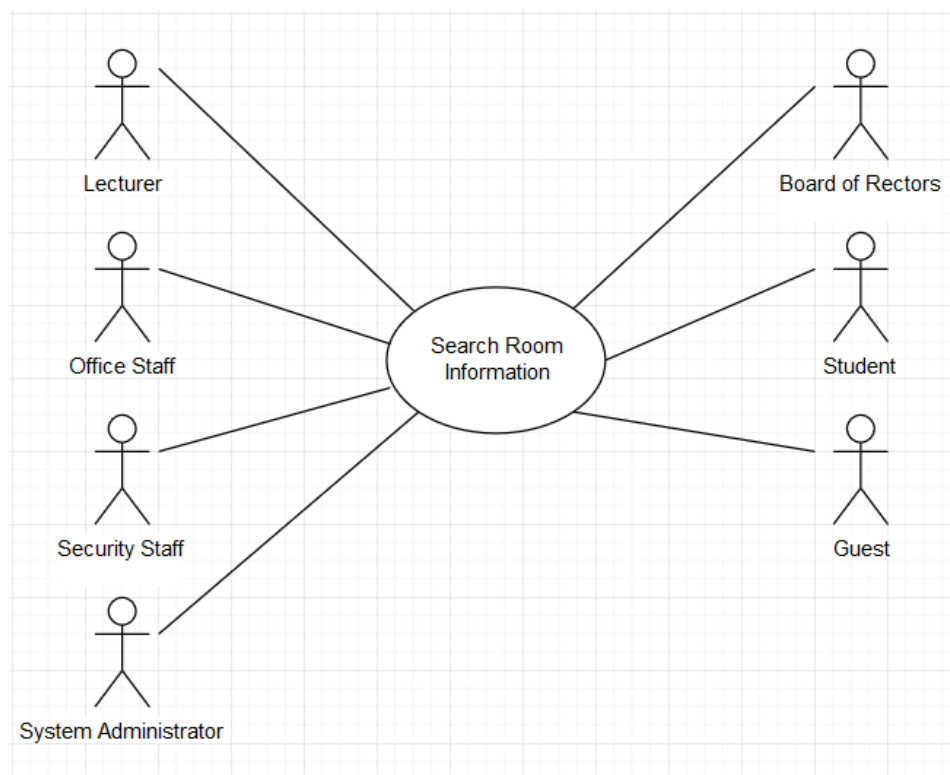 Lecturer
Board of Rectors
Office Staff
Search Room
Information
Student
Security Staff
Guest
System Administrator